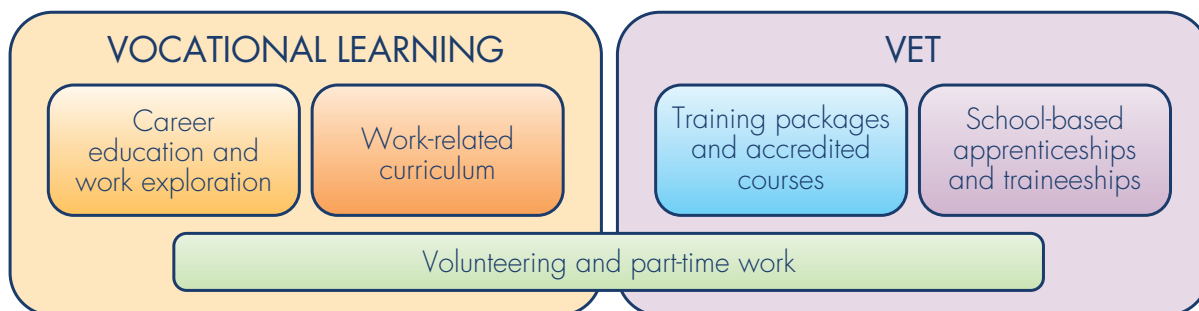 VOCATIONAL LEARNING
Career
education and
work exploration
Work-related
curriculum
VET
Training packages
and accredited
courses
School-based
apprenticeships
and traineeships
Volunteering and part-time work